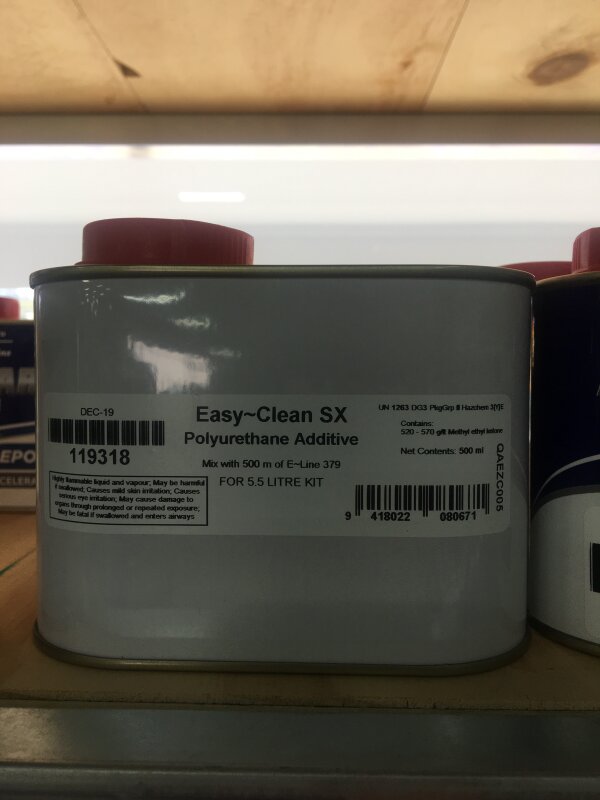 DEC-19
119318
Highly flammable liquid and vapour; May be harmful
if swallowed; Causes mild skin irritation; Causes
serious eye irritation; May cause damage to
organs through prolonged or repeated exposure;
May be fatal if swallowed and enters airways
Easy~Clean SX
Polyurethane Additive
Mix with 500 m of E~Line 379
FOR 5.5 LITRE KIT
UN 1263 DG3 PkgGrp II Hazchem 3[Y]E
Contains:
520 - 570 g/lt Methyl ethyl ketone
Net Contents: 500 ml
QAEZC005
9 418022 080671
EPO
CCELERA